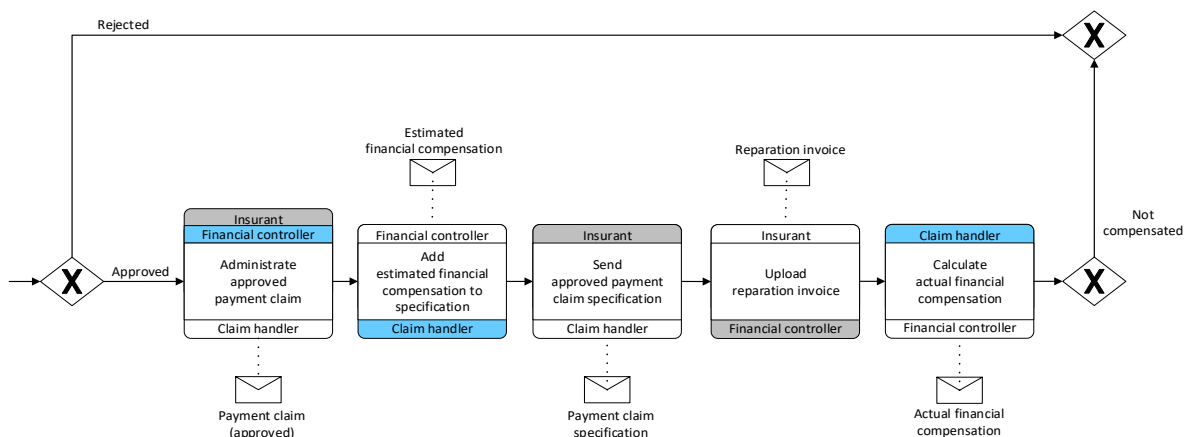 Rejected
X
Estimated
financial compensation
Reparation invoice
Insurant
Financial controller
Administrate
approved
payment claim
Claim handler
Financial controller
Add
estimated financial
compensation to
specification
Claim handler
Insurant
Send
approved payment
claim specification
Claim handler
Insurant
Upload
reparation invoice
Financial controller
Claim handler
Calculate
actual financial
compensation
Financial controller
Not
compensated
X
Approved
X
Payment claim
(approved)
Payment claim
specification
Actual financial
compensation